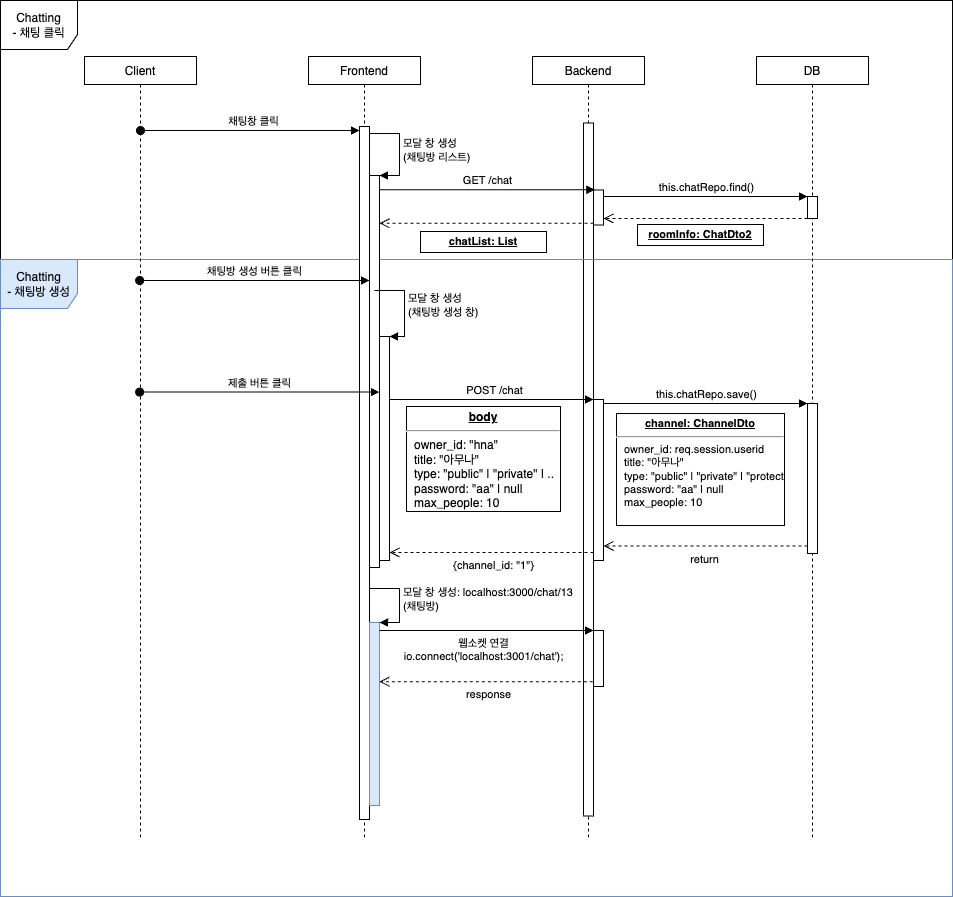 Chatting
- 채팅 클릭
Client
Frontend
Backend
DB
채팅창 클릭
모달 창 생성
(채팅방 리스트)
GET /chat
this.chatRepo.find()
chatList: List
roomInfo: ChatDto2
Chatting
- 채팅방 생성
채팅방 생성 버튼 클릭
모달 창 생성
(채팅방 생성 창)
제출 버튼 클릭
POST /chat
this.chatRepo.save()
body
owner_id: "hna"
title: "아무나"
type: "public" | "private" | ..
password: "aa" | null
max_people: 10
channel: ChannelDto
owner_id: req.session.userid
title: "아무나"
type: "public" | "private" | "protect
password: "aa" | null
max_people: 10
{channel_id: "1"}
return
모달 창 생성: localhost:3000/chat/13
(채팅방)
웹소켓 연결
io.connect('localhost:3001/chat');
response